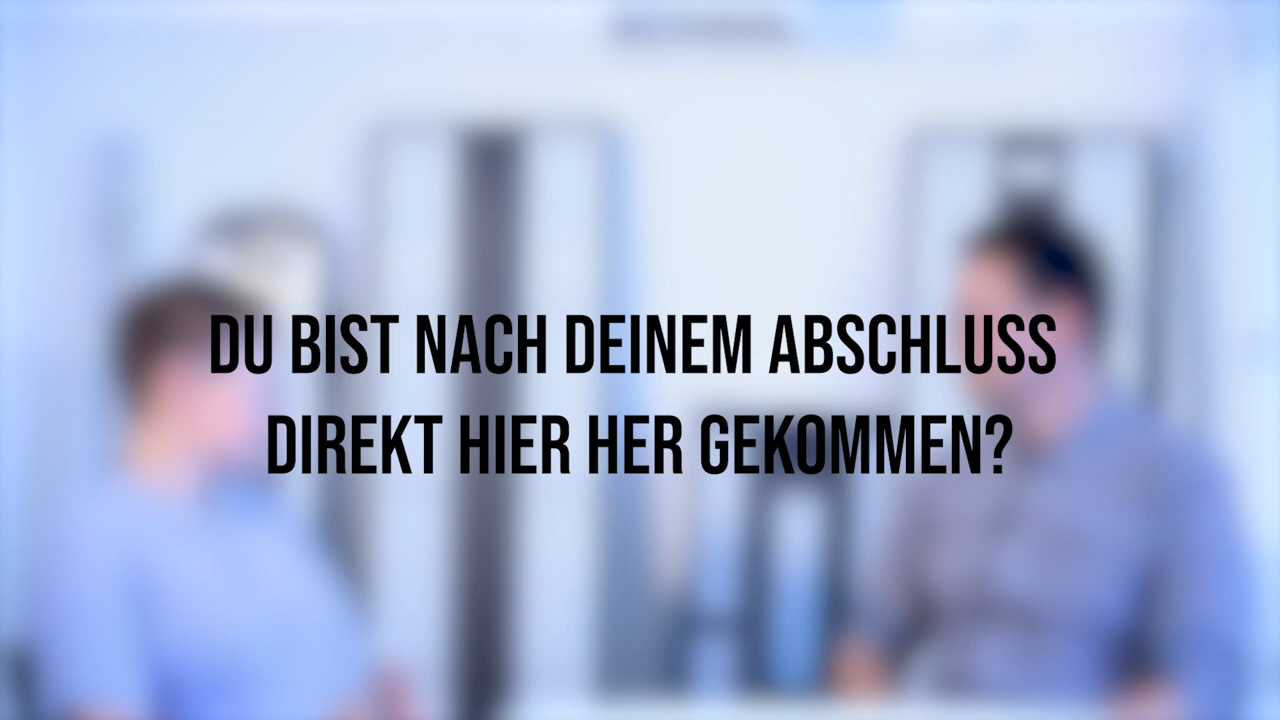 DU BIST NACH DEINEM ABSCHLUSS
DIREKT HIER HER GEKOMMEN?